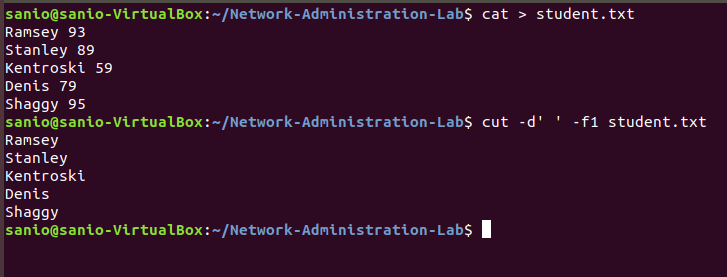 sanio@sanio-VirtualBox:~/Network-Administration-Lab$ cat > student.txt
Ramsey 93
Stanley 89
Kentroski 59
Denis 79
Shaggy 95
sanio@sanio-VirtualBox:~/Network-Administration-Lab$ cut -d' ' -f1 student.txt
Ramsey
Stanley
Kentroski
Denis
Shaggy
sanio@sanio-VirtualBox:~/Network-Administration-Lab$